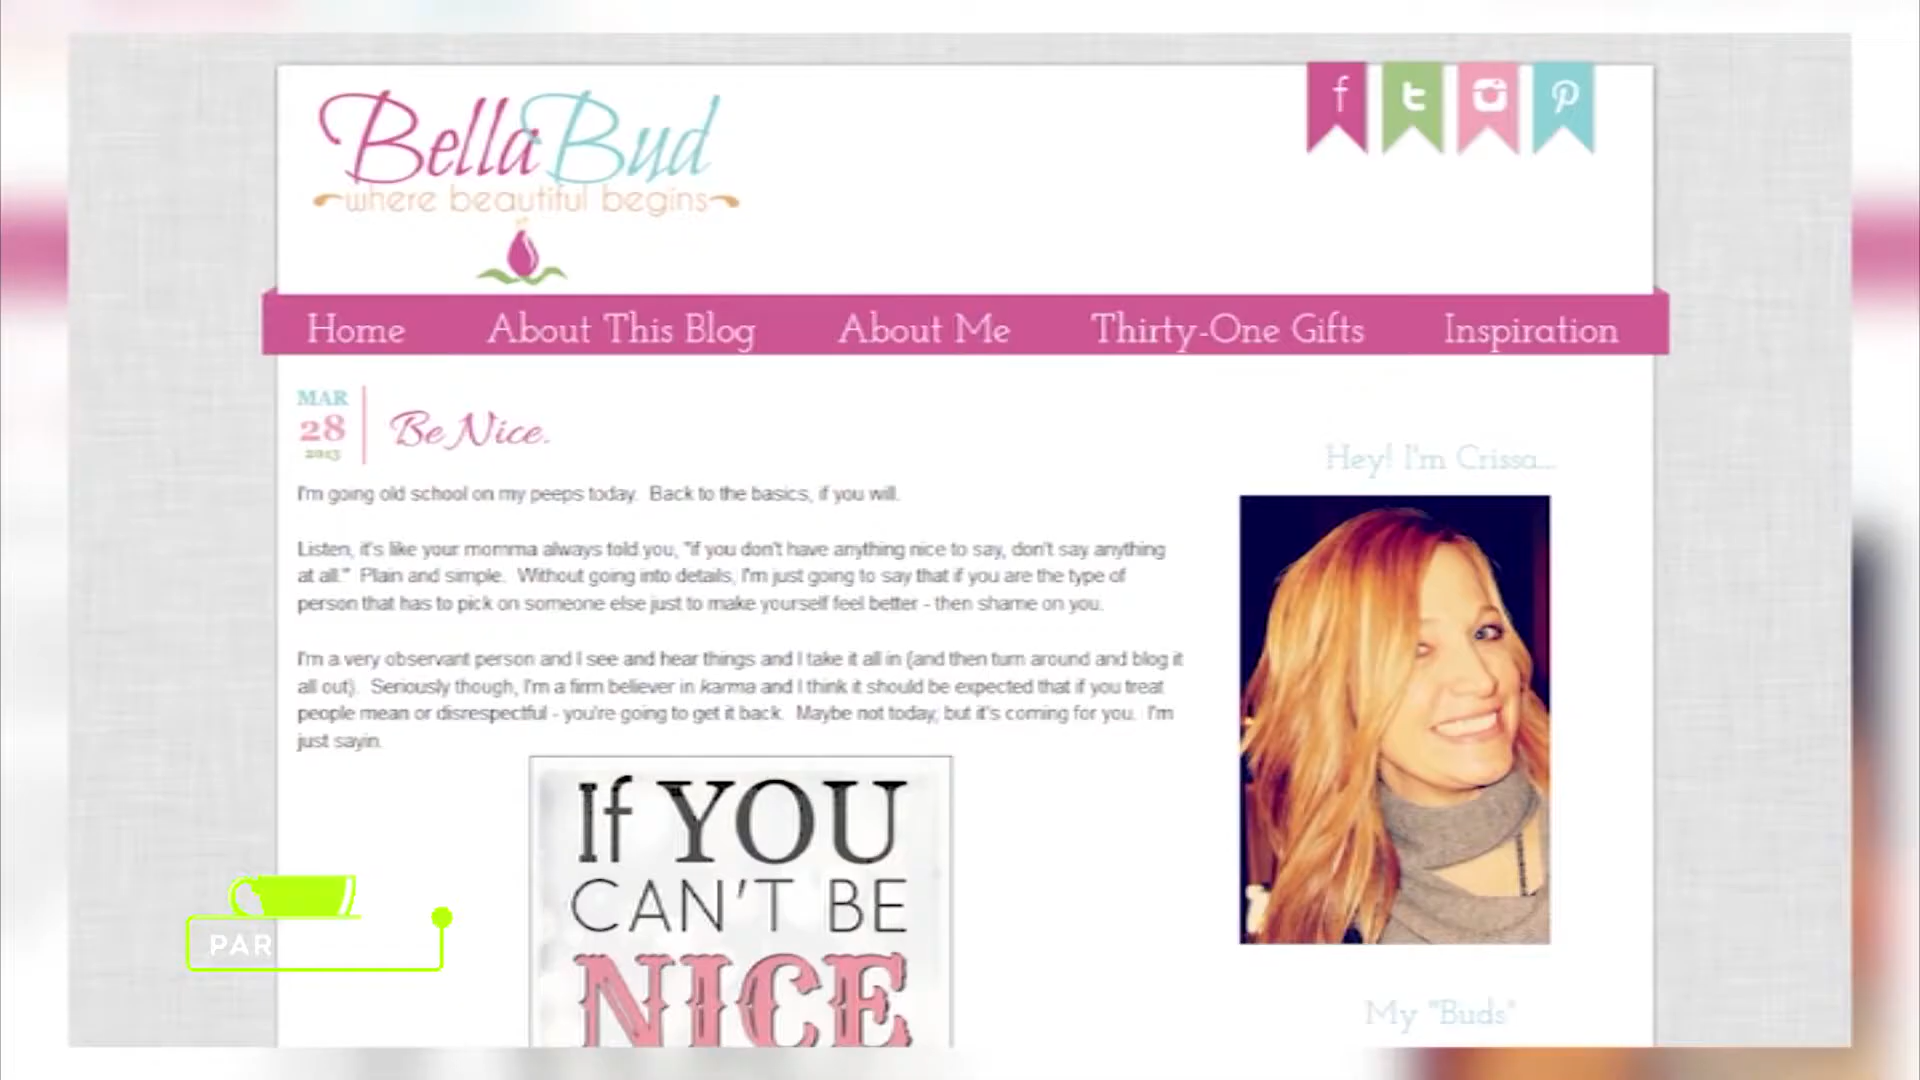 BellaBud
where beautiful begins
Home About This Blog About Me Thirty-One Gifts Inspiration
MAR
28
2013
Be Nice.
I'm going old school on my peeps today. Back to the basics, if you will.
Listen, it's like your momma always told you, "if you don't have anything nice to say, don't say anything
at all." Plain and simple. Without going into details, I'm just going to say that if you are the type of
person that has to pick on someone else just to make yourself feel better - then shame on you.
I'm a very observant person and I see and hear things and I take it all in (and then turn around and blog it
all out). Seriously though, I'm a firm believer in karma and I think it should be expected that if you treat
people mean or disrespectful - you're going to get it back. Maybe not today, but it's coming for you. I'm
just sayin.
If YOU
CAN'T BE
NICE
Hey! I'm Crissa...
My "Buds"
PAR